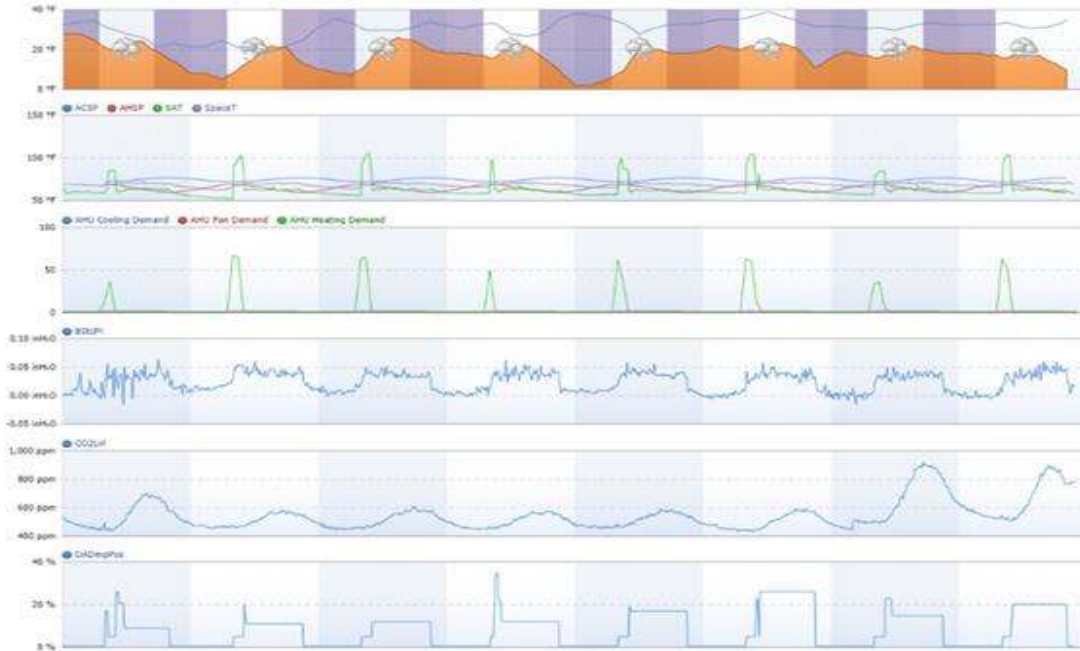 40 °F
20 °F
0 °F
ACSP AHSP SAT SpaceT
150 °F
100 °F
50 °F
AHU Cooling Demand AHU Fan Demand AHU Heating Demand
100
50
0
0.10 inH₂O
0.05 inH₂O
0.00 inH₂O
-0.05 inH₂O
CO2Lvl
1,000 ppm
800 ppm
600 ppm
400 ppm
OADmpPos
40 %
20 %
0 %